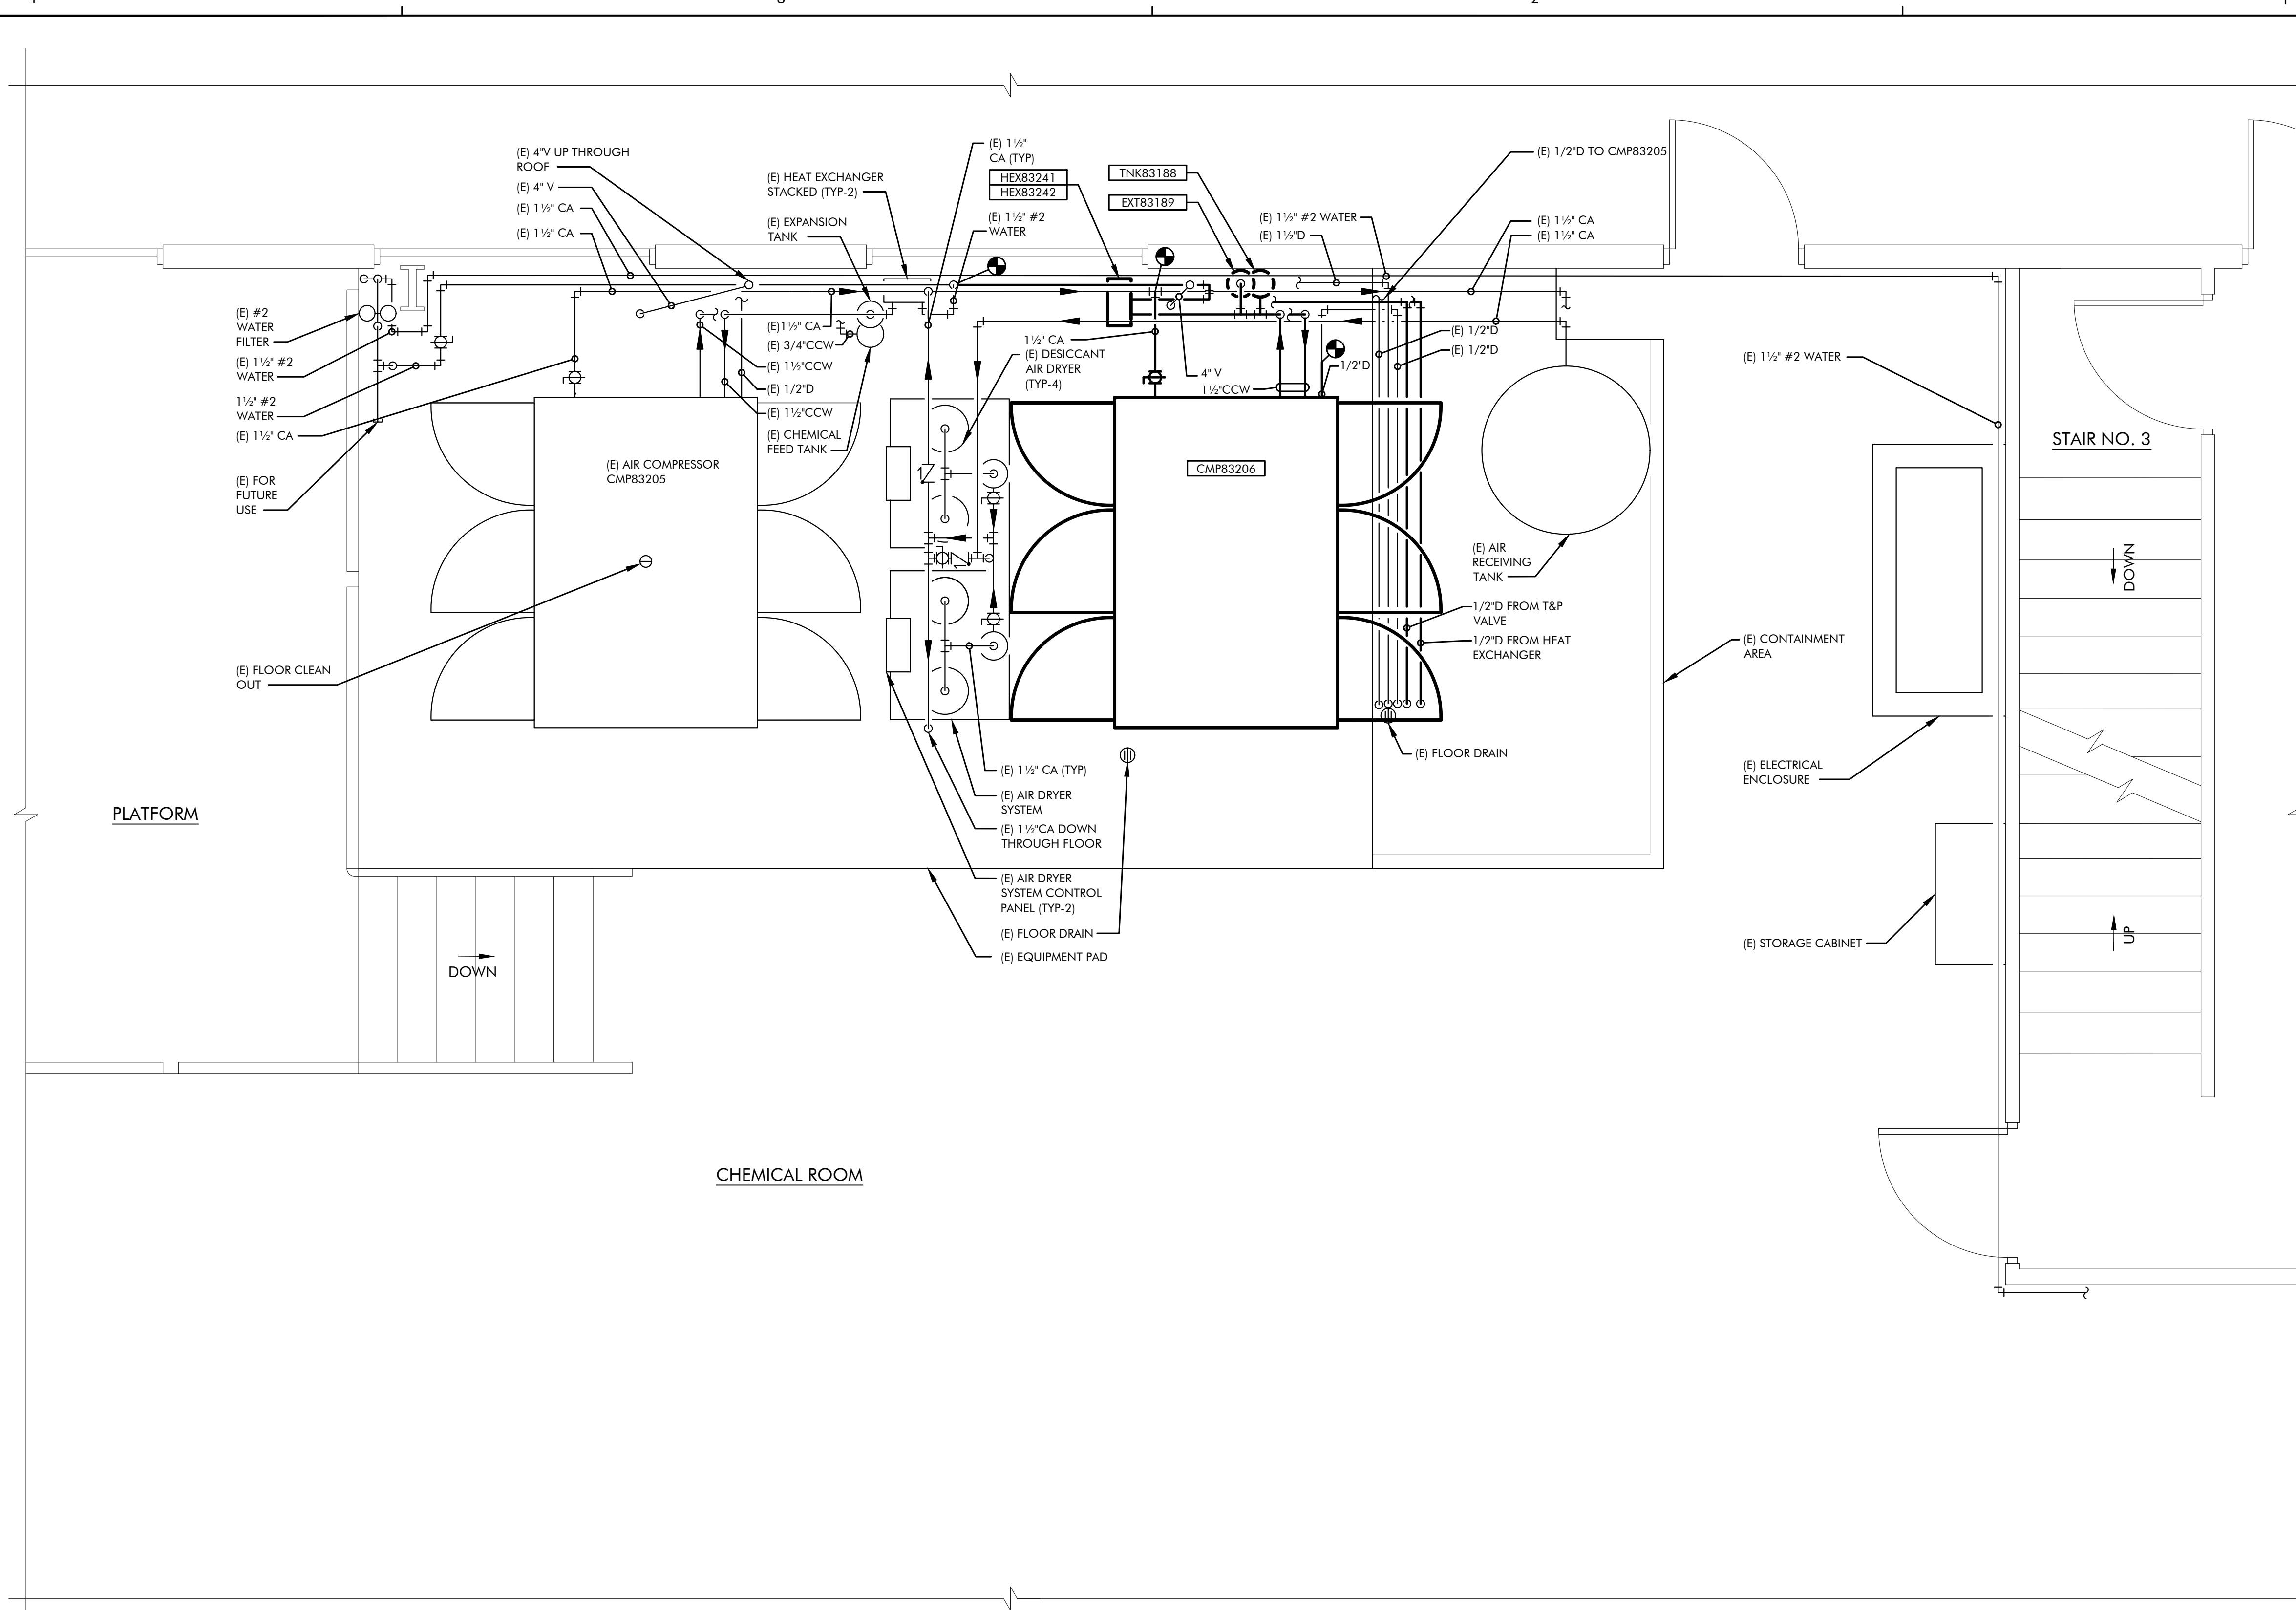 (E) 4"V UP THROUGH
ROOF
(E) 4" V
(E) 1½" CA
(E) 1½" CA
(E) HEAT EXCHANGER
STACKED (TYP-2)
(E) EXPANSION
TANK
(E) 1½"
CA (TYP)
HEX83241
HEX83242
(E) 1½" #2
WATER
TNK83188
EXT83189
(E) 1½" #2 WATER
(E) 1½"D
(E) 1/2"D TO CMP83205
(E) 1½" CA
(E) 1½" CA
(E) #2
WATER
FILTER
(E) 1½" #2
WATER
1½" #2
WATER
(E) 1½" CA
(E) FOR
FUTURE
USE
(E) FLOOR CLEAN
OUT
(E)1½" CA
(E) 3/4"CCW
(E) 1½"CCW
(E) 1/2"D
(E) 1½"CCW
(E) CHEMICAL
FEED TANK
(E) AIR COMPRESSOR
CMP83205
1½" CA
(E) DESICCANT
AIR DRYER
(TYP-4)
4" V
1½"CCW
1/2"D
(E) 1/2"D
(E) 1/2"D
CMP83206
(E) AIR
RECEIVING
TANK
1/2"D FROM T&P
VALVE
1/2"D FROM HEAT
EXCHANGER
(E) FLOOR DRAIN
(E) 1½" #2 WATER
STAIR NO. 3
DOWN
(E) CONTAINMENT
AREA
(E) ELECTRICAL
ENCLOSURE
(E) STORAGE CABINET
UP
(E) 1½" CA (TYP)
(E) AIR DRYER
SYSTEM
(E) 1½"CA DOWN
THROUGH FLOOR
(E) AIR DRYER
SYSTEM CONTROL
PANEL (TYP-2)
(E) FLOOR DRAIN
(E) EQUIPMENT PAD
PLATFORM
DOWN
CHEMICAL ROOM